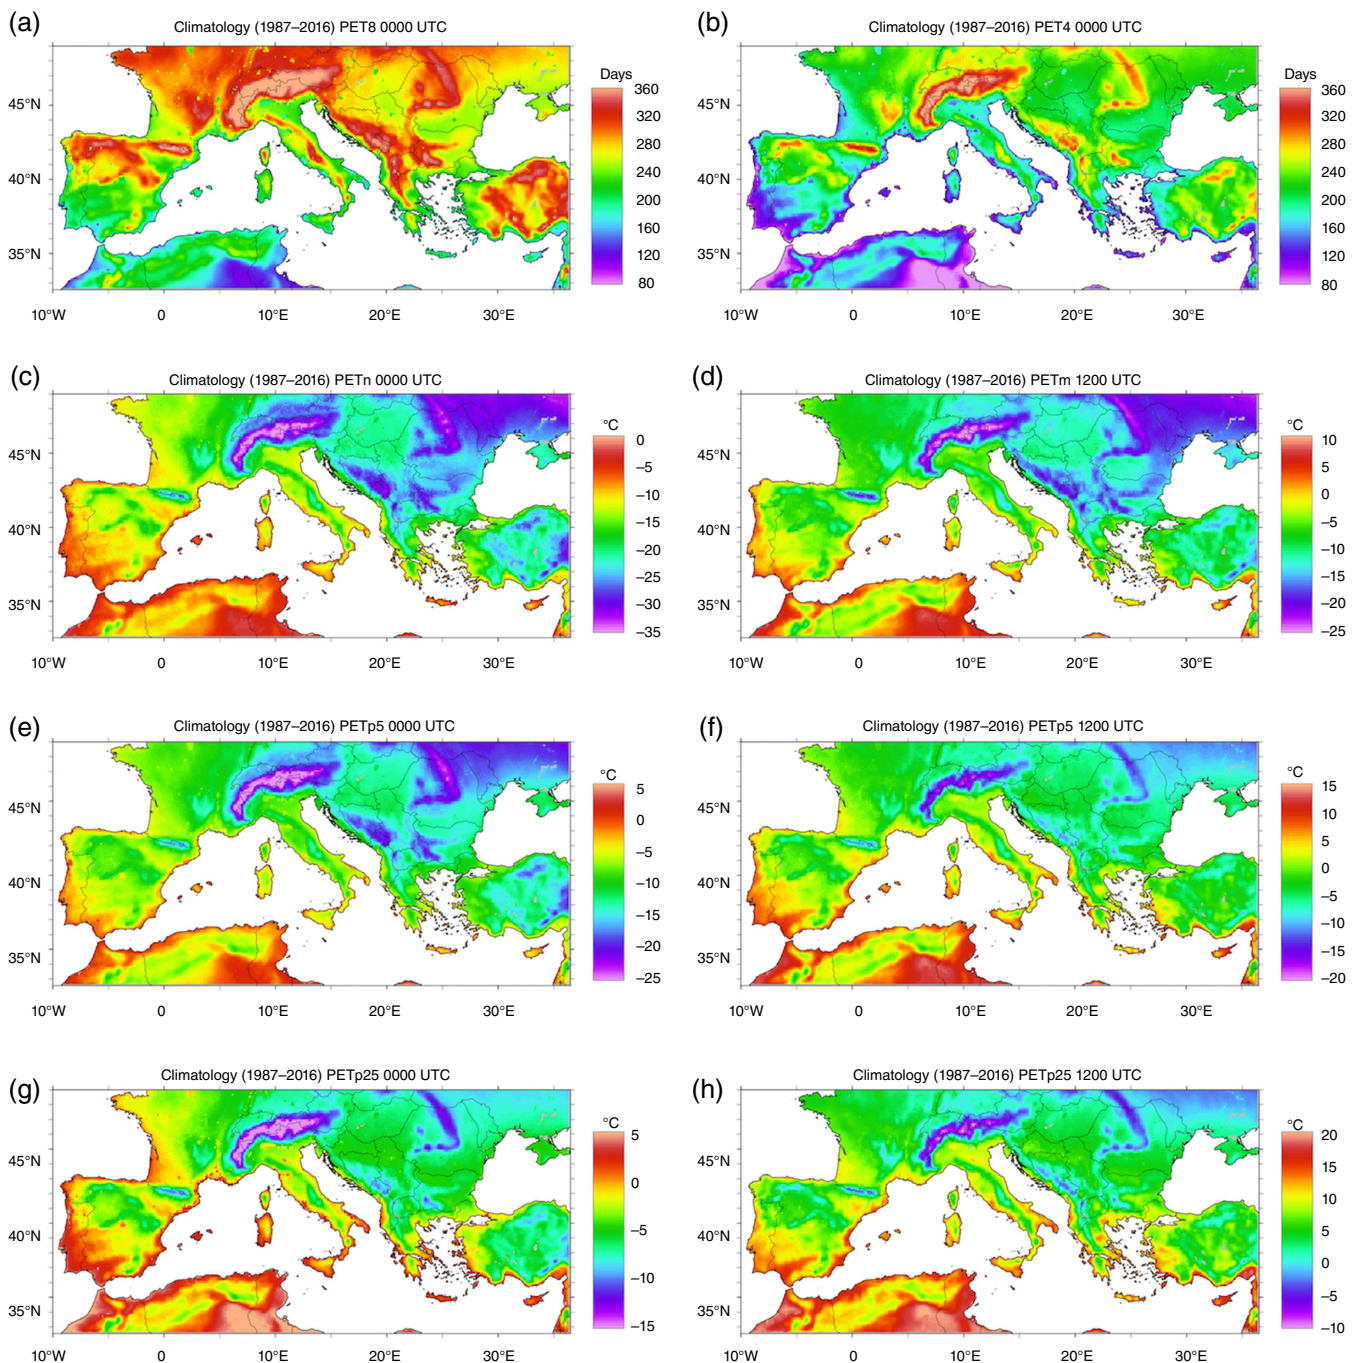 (a)
Climatology (1987–2016) PET8 0000 UTC
Days
360
320
280
240
200
160
120
80
45°N
40°N
35°N
10°W
0
10°E
20°E
30°E
(b)
Climatology (1987–2016) PET4 0000 UTC
Days
360
320
280
240
200
160
120
80
45°N
40°N
35°N
10°W
0
10°E
20°E
30°E
(c)
Climatology (1987–2016) PETn 0000 UTC
°C
0
–5
–10
–15
–20
–25
–30
–35
45°N
40°N
35°N
10°W
0
10°E
20°E
30°E
(d)
Climatology (1987–2016) PETm 1200 UTC
°C
10
5
0
–5
–10
–15
–20
–25
45°N
40°N
35°N
10°W
0
10°E
20°E
30°E
(e)
Climatology (1987–2016) PETp5 0000 UTC
°C
5
0
–5
–10
–15
–20
–25
45°N
40°N
35°N
10°W
0
10°E
20°E
30°E
(f)
Climatology (1987–2016) PETp5 1200 UTC
°C
15
10
5
0
–5
–10
–15
–20
45°N
40°N
35°N
10°W
0
10°E
20°E
30°E
(g)
Climatology (1987–2016) PETp25 0000 UTC
°C
5
0
–5
–10
–15
45°N
40°N
35°N
10°W
0
10°E
20°E
30°E
(h)
Climatology (1987–2016) PETp25 1200 UTC
°C
20
15
10
5
0
–5
–10
45°N
40°N
35°N
10°W
0
10°E
20°E
30°E